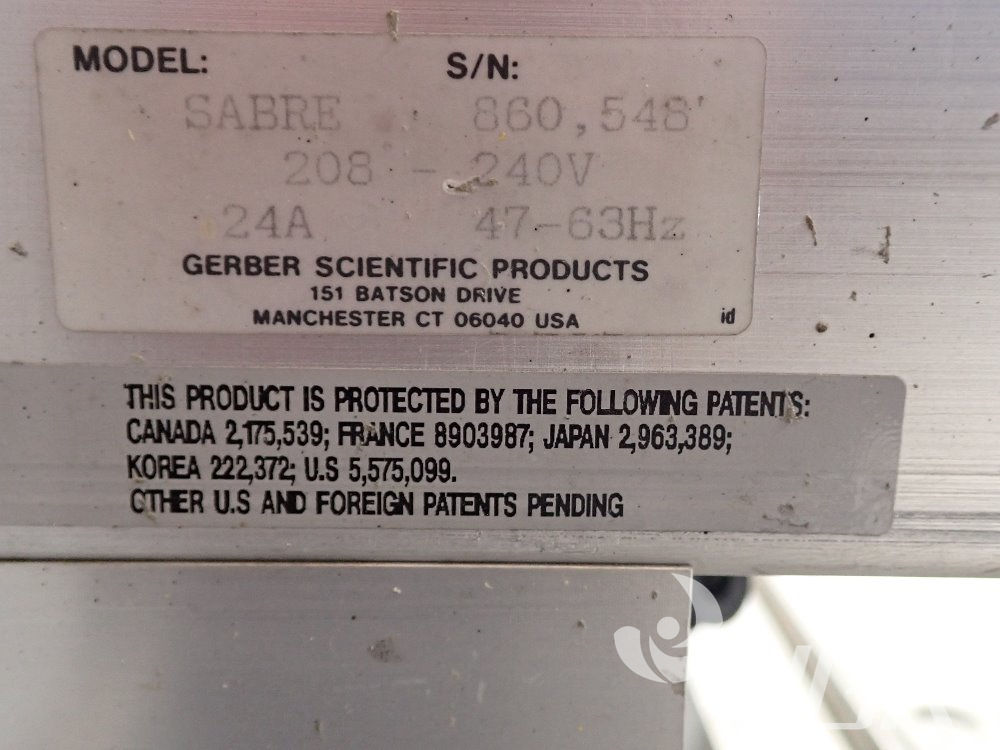 MODEL: S/N:
SABRE 860,548
208 - 240V
24A 47-63Hz
GERBER SCIENTIFIC PRODUCTS
151 BATSON DRIVE
MANCHESTER CT 06040 USA id
THIS PRODUCT IS PROTECTED BY THE FOLLOWING PATENTS:
CANADA 2,175,539; FRANCE 8903987; JAPAN 2,963,389;
KOREA 222,372; U.S 5,575,099.
OTHER U.S AND FOREIGN PATENTS PENDING